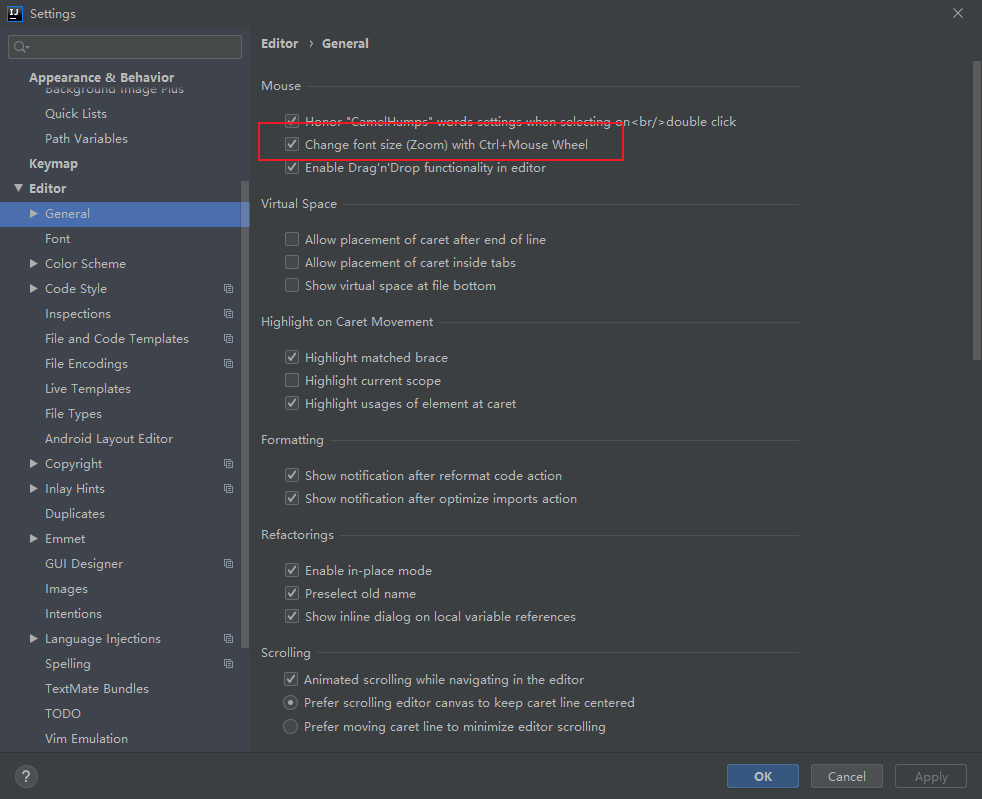 Settings
Editor › General
Appearance & Behavior
Background Image Plus
Quick Lists
Path Variables
Keymap
Editor
General
Font
Color Scheme
Code Style
Inspections
File and Code Templates
File Encodings
Live Templates
File Types
Android Layout Editor
Copyright
Inlay Hints
Duplicates
Emmet
GUI Designer
Images
Intentions
Language Injections
Spelling
TextMate Bundles
TODO
Vim Emulation
Mouse
Honor "CamelHumps" words settings when selecting on<br/>double click
Change font size (Zoom) with Ctrl+Mouse Wheel
Enable Drag'n'Drop functionality in editor
Virtual Space
Allow placement of caret after end of line
Allow placement of caret inside tabs
Show virtual space at file bottom
Highlight on Caret Movement
Highlight matched brace
Highlight current scope
Highlight usages of element at caret
Formatting
Show notification after reformat code action
Show notification after optimize imports action
Refactorings
Enable in-place mode
Preselect old name
Show inline dialog on local variable references
Scrolling
Animated scrolling while navigating in the editor
Prefer scrolling editor canvas to keep caret line centered
Prefer moving caret line to minimize editor scrolling
?
OK
Cancel
Apply